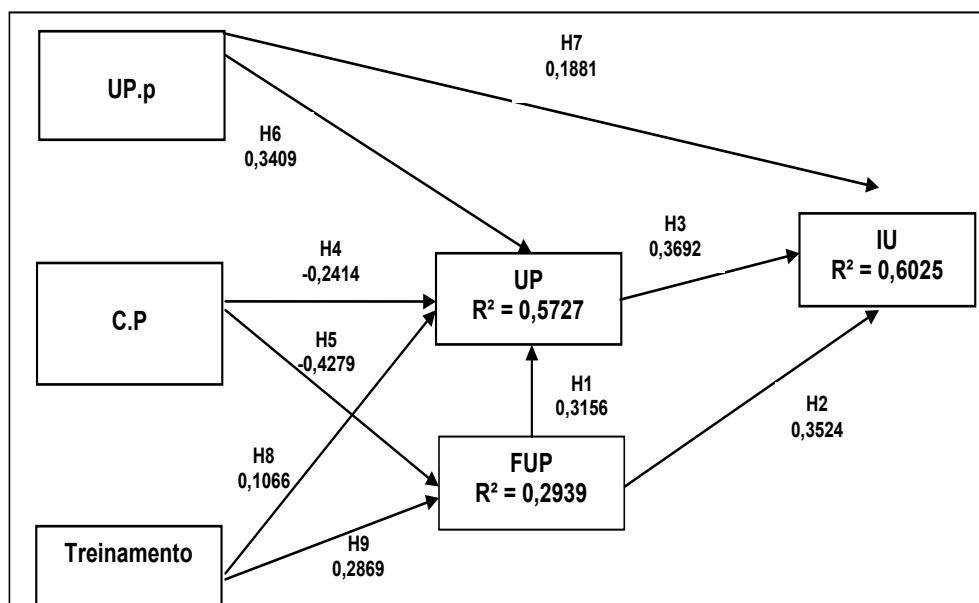 H7
0,1881
UP.p
H6
0,3409
H4
-0,2414
H3
0,3692
IU
R² = 0,6025
UP
R² = 0,5727
C.P
H5
-0,4279
H1
0,3156
H2
0,3524
H8
0,1066
FUP
R² = 0,2939
Treinamento
H9
0,2869